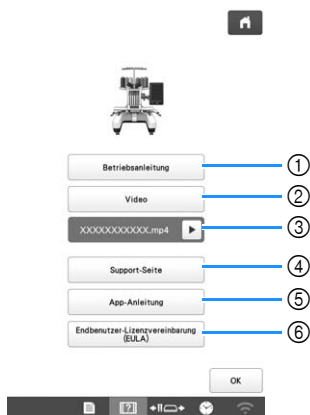 Betriebsanleitung ①
Video ②
XXXXXXXXXXX.mp4 ③
Support-Seite ④
App-Anleitung ⑤
Endbenutzer-Lizenzvereinbarung ⑥
(EULA)
OK